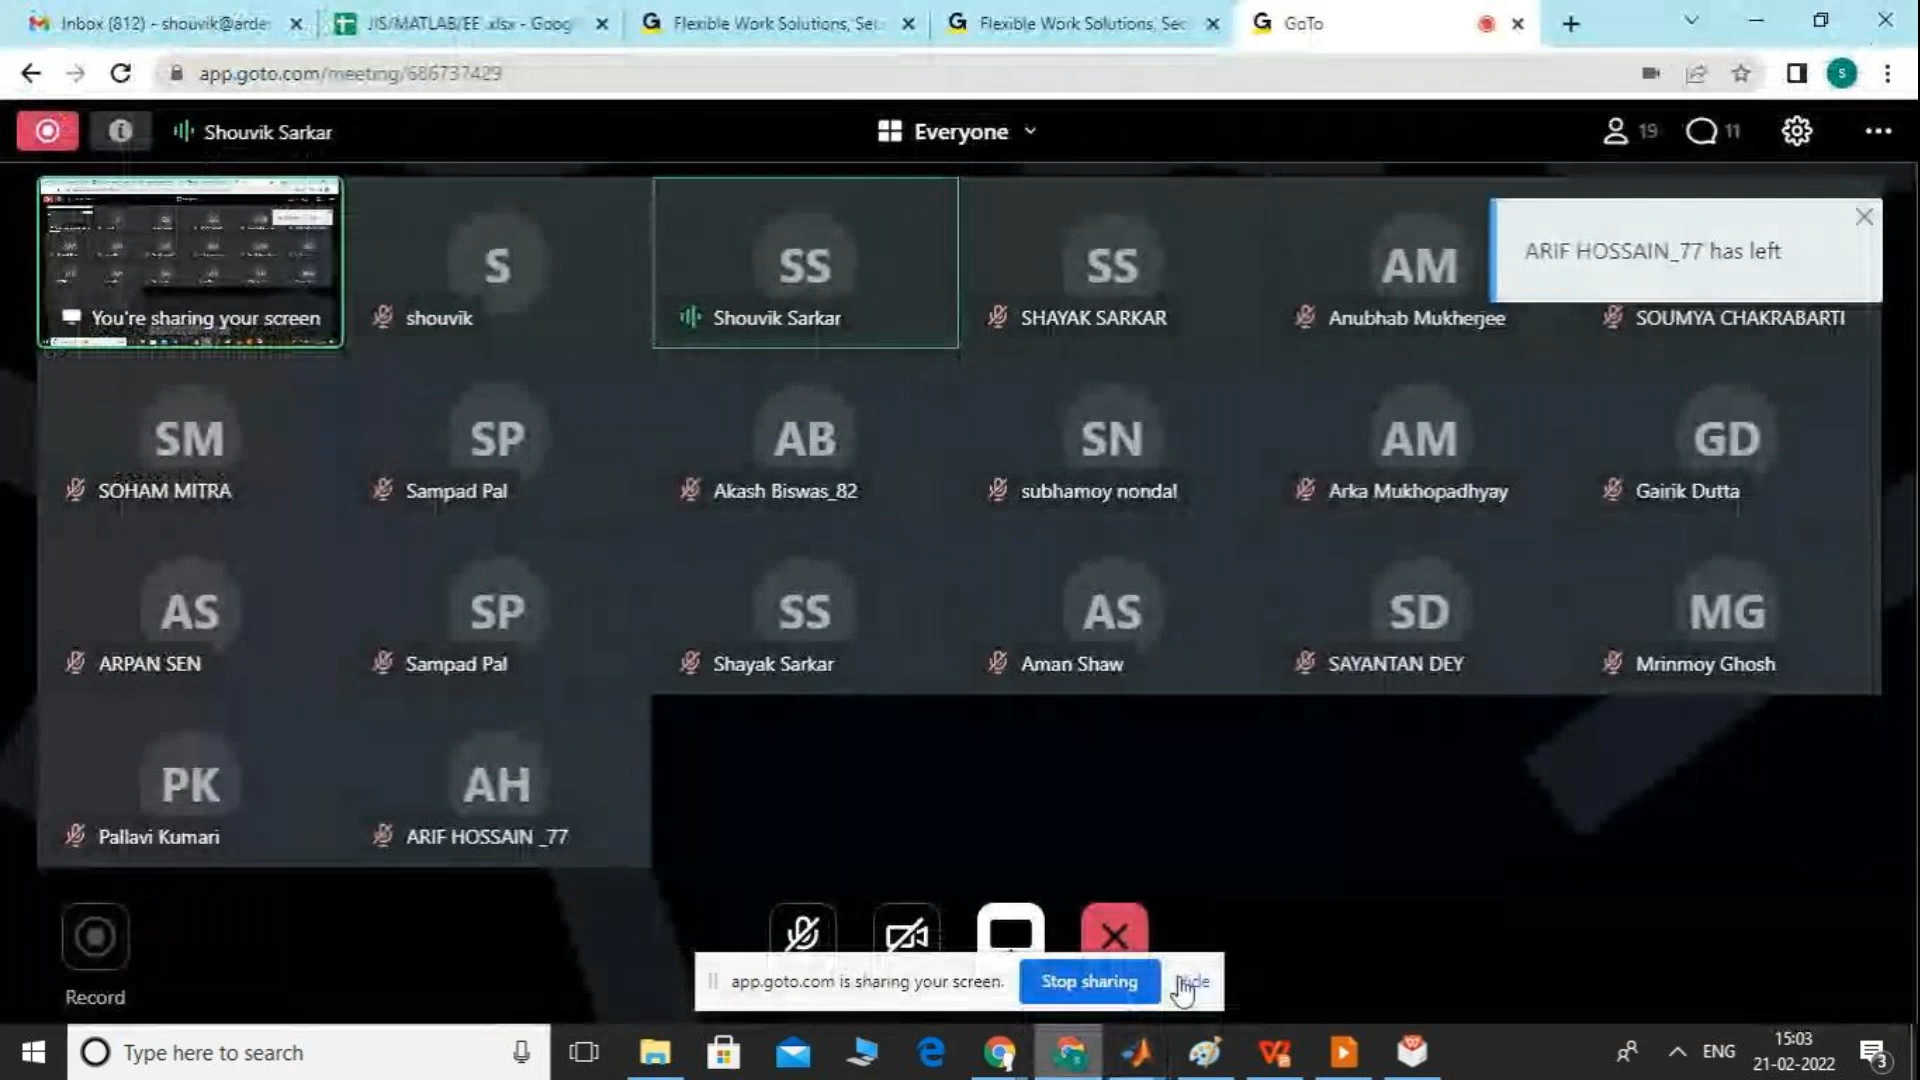 Inbox (812) - shouvik@arde
JIS/MATLAB/EE .xlsx - Goog
G Flexible Work Solutions, Sec
G Flexible Work Solutions, Sec
G GoTo
app.goto.com/meeting/686737429
S
Shouvik Sarkar
Everyone
19
11
You're sharing your screen
S
shouvik
SS
Shouvik Sarkar
SS
SHAYAK SARKAR
AM
Anubhab Mukherjee
SOUMYA CHAKRABARTI
ARIF HOSSAIN_77 has left
SM
SOHAM MITRA
SP
Sampad Pal
AB
Akash Biswas_82
SN
subhamoy nondal
AM
Arka Mukhopadhyay
GD
Gairik Dutta
AS
ARPAN SEN
SP
Sampad Pal
SS
Shayak Sarkar
AS
Aman Shaw
SD
SAYANTAN DEY
MG
Mrinmoy Ghosh
PK
Pallavi Kumari
AH
ARIF HOSSAIN _77
Record
app.goto.com is sharing your screen.
Stop sharing
Type here to search
ENG
15:03
21-02-2022
3